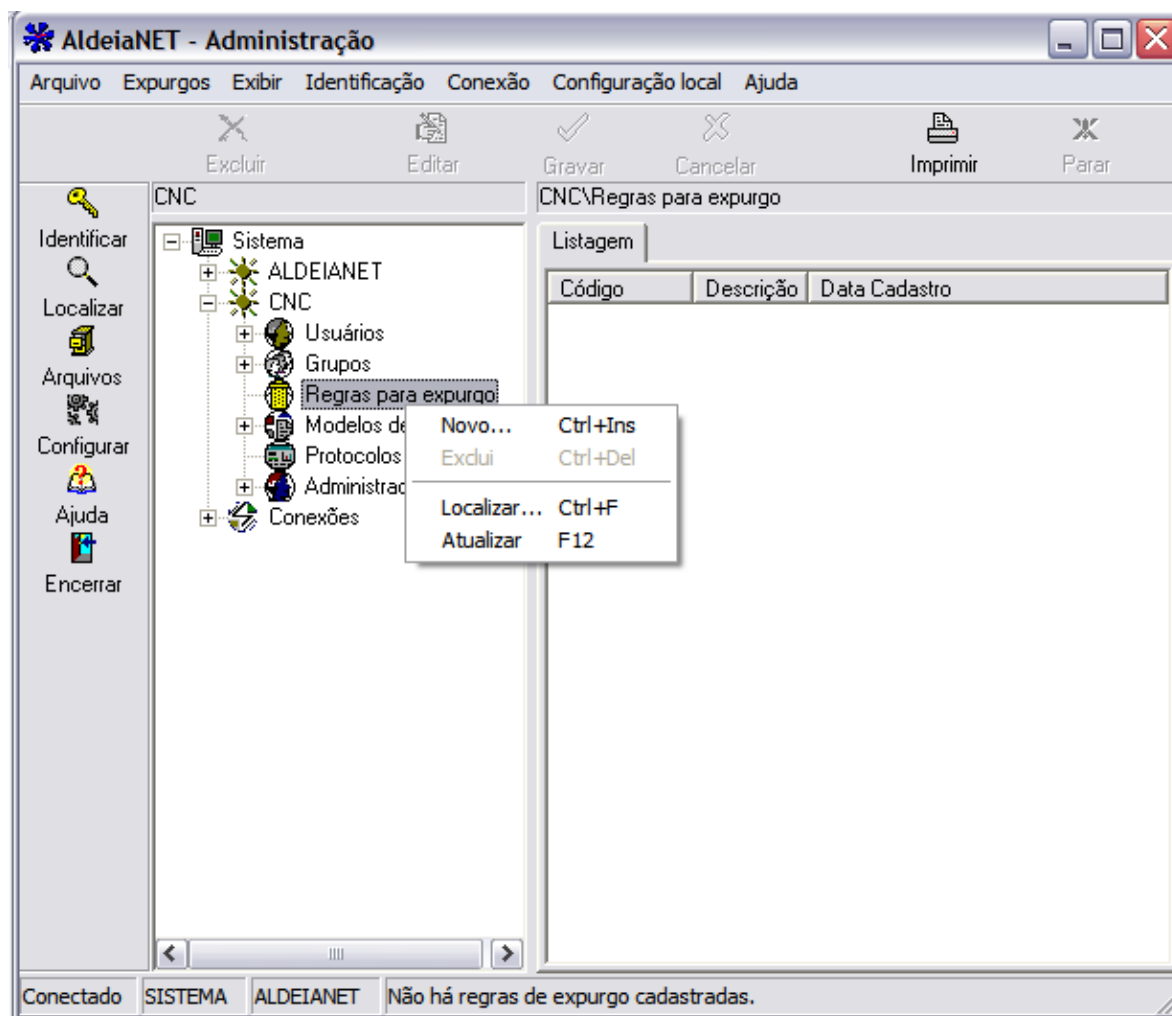 AldeiaNET - Administração
Arquivo Expurgos Exibir Identificação Conexão Configuração local Ajuda
Excluir Editar Gravar Cancelar Imprimir Parar
Identificar
Localizar
Arquivos
Configurar
Ajuda
Encerrar
CNC
Sistema
ALDEIANET
CNC
Usuários
Grupos
Regras para expurgo
Modelos de
Protocolos
Administrad
Conexões
Novo... Ctrl+Ins
Exclui Ctrl+Del
Localizar... Ctrl+F
Atualizar F12
CNC\Regras para expurgo
Listagem
Código Descrição Data Cadastro
Conectado SISTEMA ALDEIANET Não há regras de expurgo cadastradas.